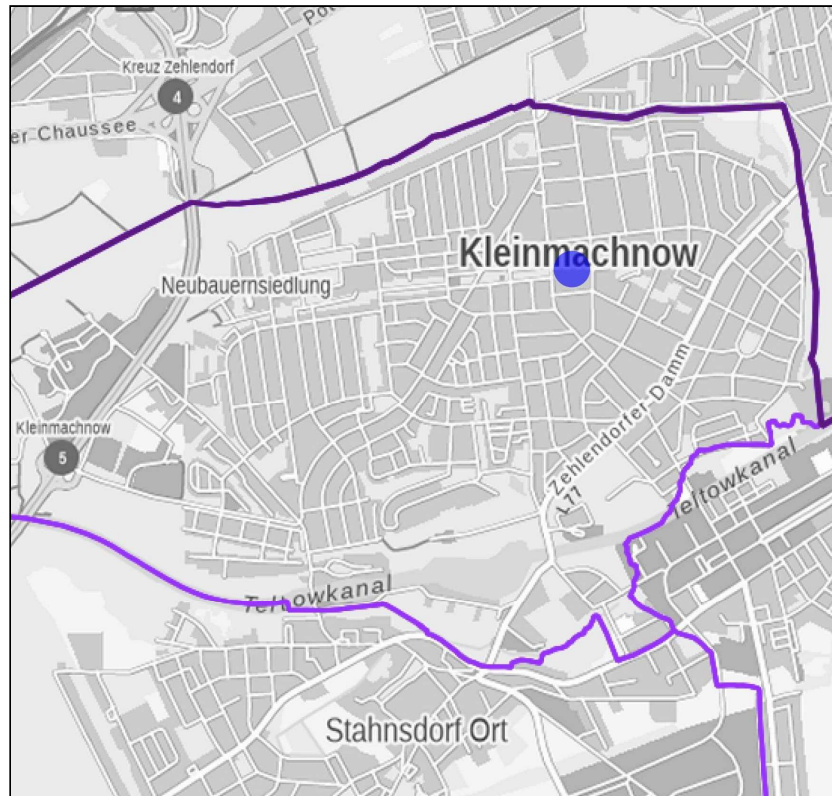 Kreuz Zehlendorf
4
er Chaussee
Kleinmachnow
Neubauernsiedlung
Zehlendorfer-Damm
L77
Kleinmachnow
5
Teltowkanal
Teltowkanal
Stahnsdorf Ort